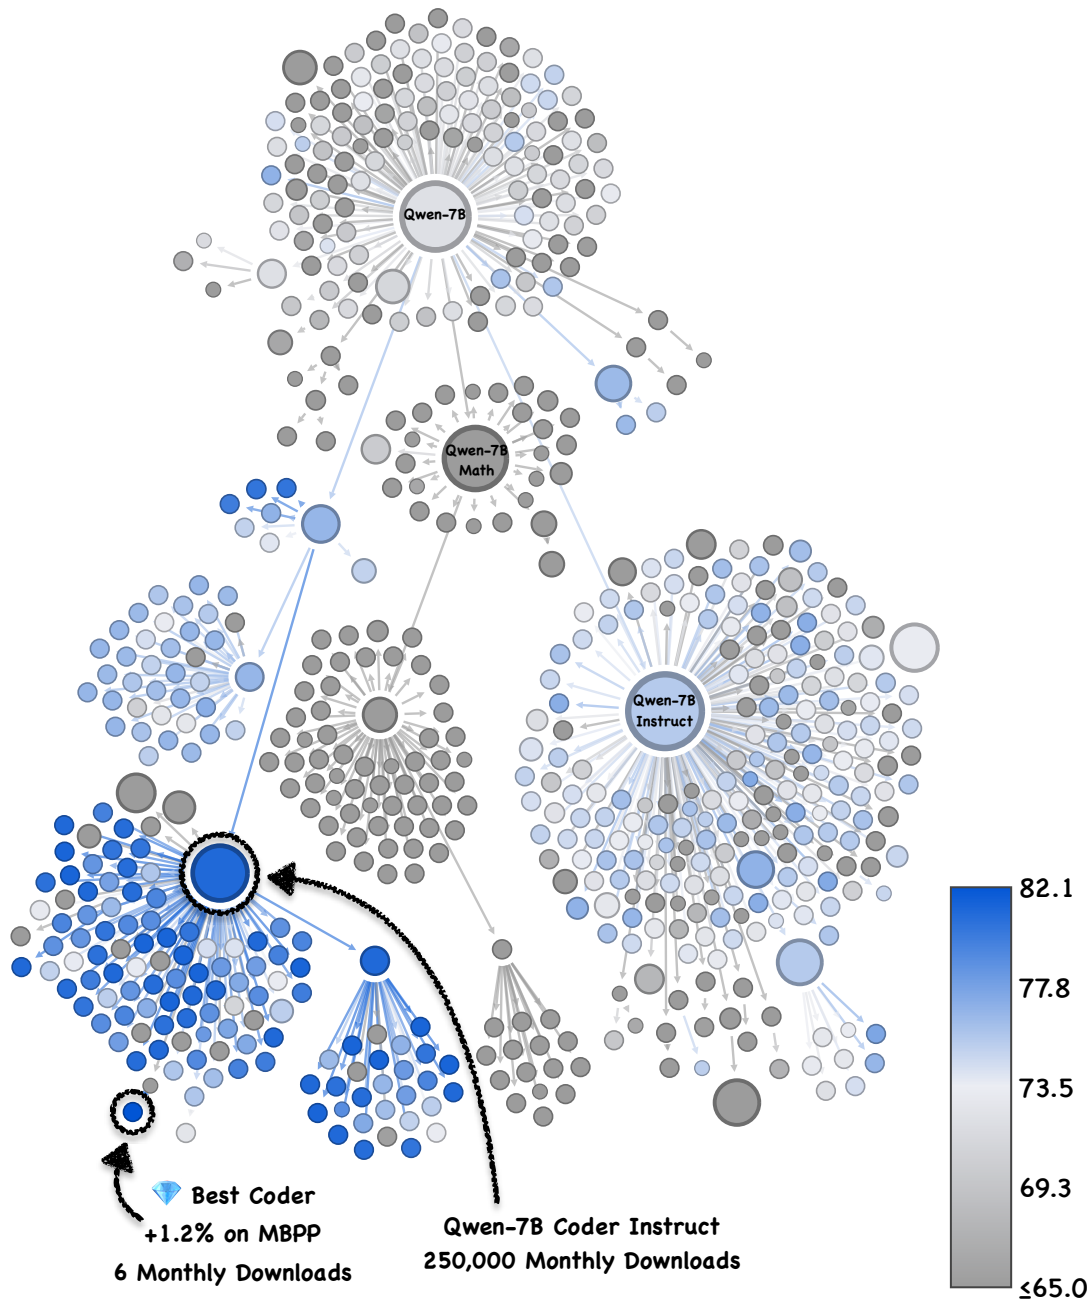 Qwen-7B
Qwen-7B
Math
Qwen-7B
Instruct
82.1
77.8
73.5
69.3
≤65.0
Best Coder
+1.2% on MBPP
6 Monthly Downloads
Qwen-7B Coder Instruct
250,000 Monthly Downloads